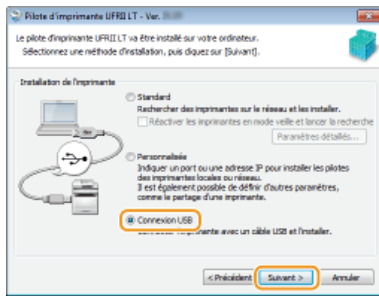 Pilote d'imprimante UFRII LT - Ver.
Le pilote d'imprimante UFRII LT va être installé sur votre ordinateur.
Sélectionnez une méthode d'installation, puis cliquez sur [Suivant].
Installation de l'imprimante
Standard
Rechercher des imprimantes sur le réseau et les installer.
Réactiver les imprimantes en mode veille et lancer la recherche
Paramètres détaillés...
Personnalisée
Indiquer un port ou une adresse IP pour installer les pilotes
des imprimantes locales ou réseau.
Il est également possible de définir d'autres paramètres,
comme le partage d'une imprimante.
Connexion USB
imprimante avec un câble USB et l'installer.
< Précédent
Suivant >
Annuler